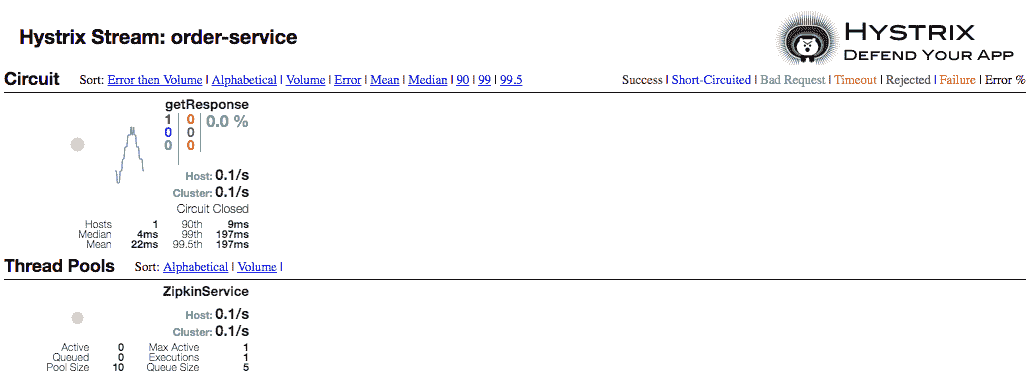 Hystrix Stream: order-service
HYSTRIX
DEFEND YOUR APP
Circuit Sort: Error then Volume | Alphabetical | Volume | Error | Mean | Median | 90 | 99 | 99.5 Success | Short-Circuited | Bad Request | Timeout | Rejected | Failure | Error %
getResponse
1 0 0.0 %
0 0
0 0
Host: 0.1/s
Cluster: 0.1/s
Circuit Closed
Hosts 1 90th 9ms
Median 4ms 99th 197ms
Mean 22ms 99.5th 197ms
Thread Pools Sort: Alphabetical | Volume |
ZipkinService
Host: 0.1/s
Cluster: 0.1/s
Active 0 Max Active 1
Queued 0 Executions 1
Pool Size 10 Queue Size 5